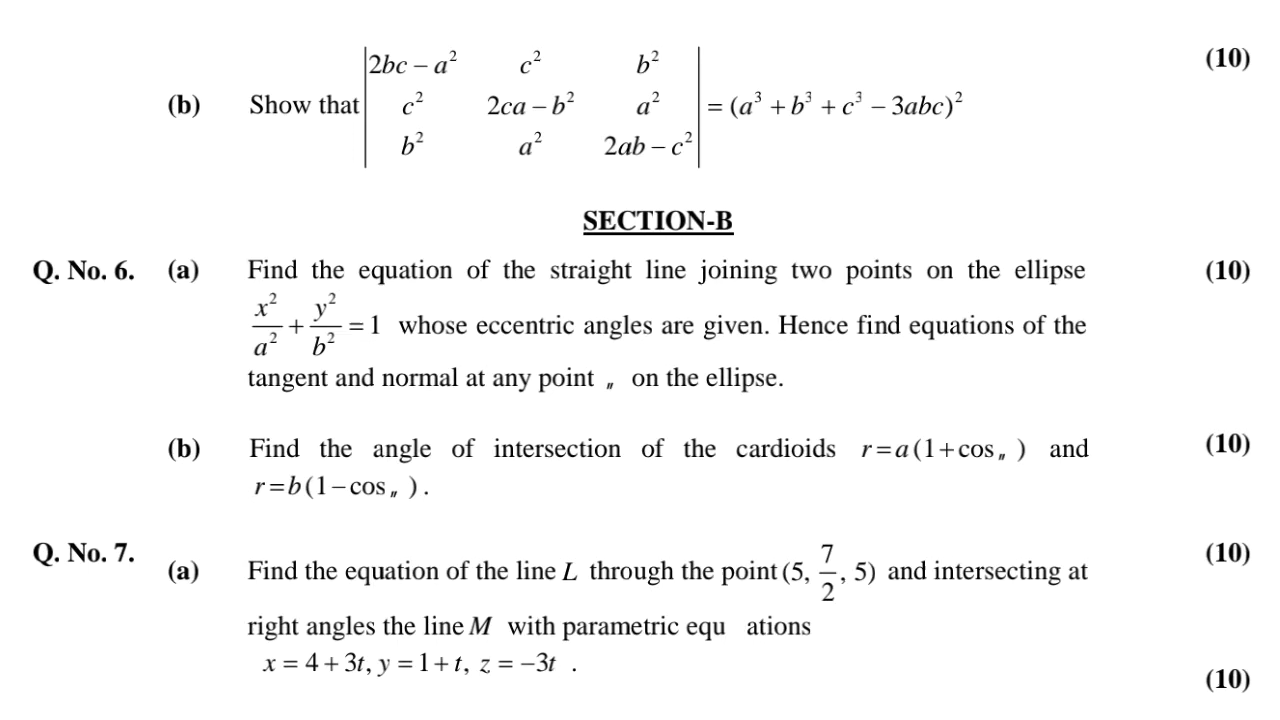 (b) Show that | 2bc − a² c² b² | = (a³ + b³ + c³ − 3abc)² (10)
| c² 2ca − b² a² |
| b² a² 2ab − c² |
SECTION-B
Q. No. 6. (a) Find the equation of the straight line joining two points on the ellipse (10)
x²/a² + y²/b² = 1 whose eccentric angles are given. Hence find equations of the
tangent and normal at any point „ on the ellipse.
(b) Find the angle of intersection of the cardioids r=a(1+cos„ ) and (10)
r=b(1−cos„ ).
Q. No. 7. (a) Find the equation of the line L through the point (5, 7/2, 5) and intersecting at (10)
right angles the line M with parametric equ ations
x = 4 + 3t, y = 1 + t, z = −3t .
(10)